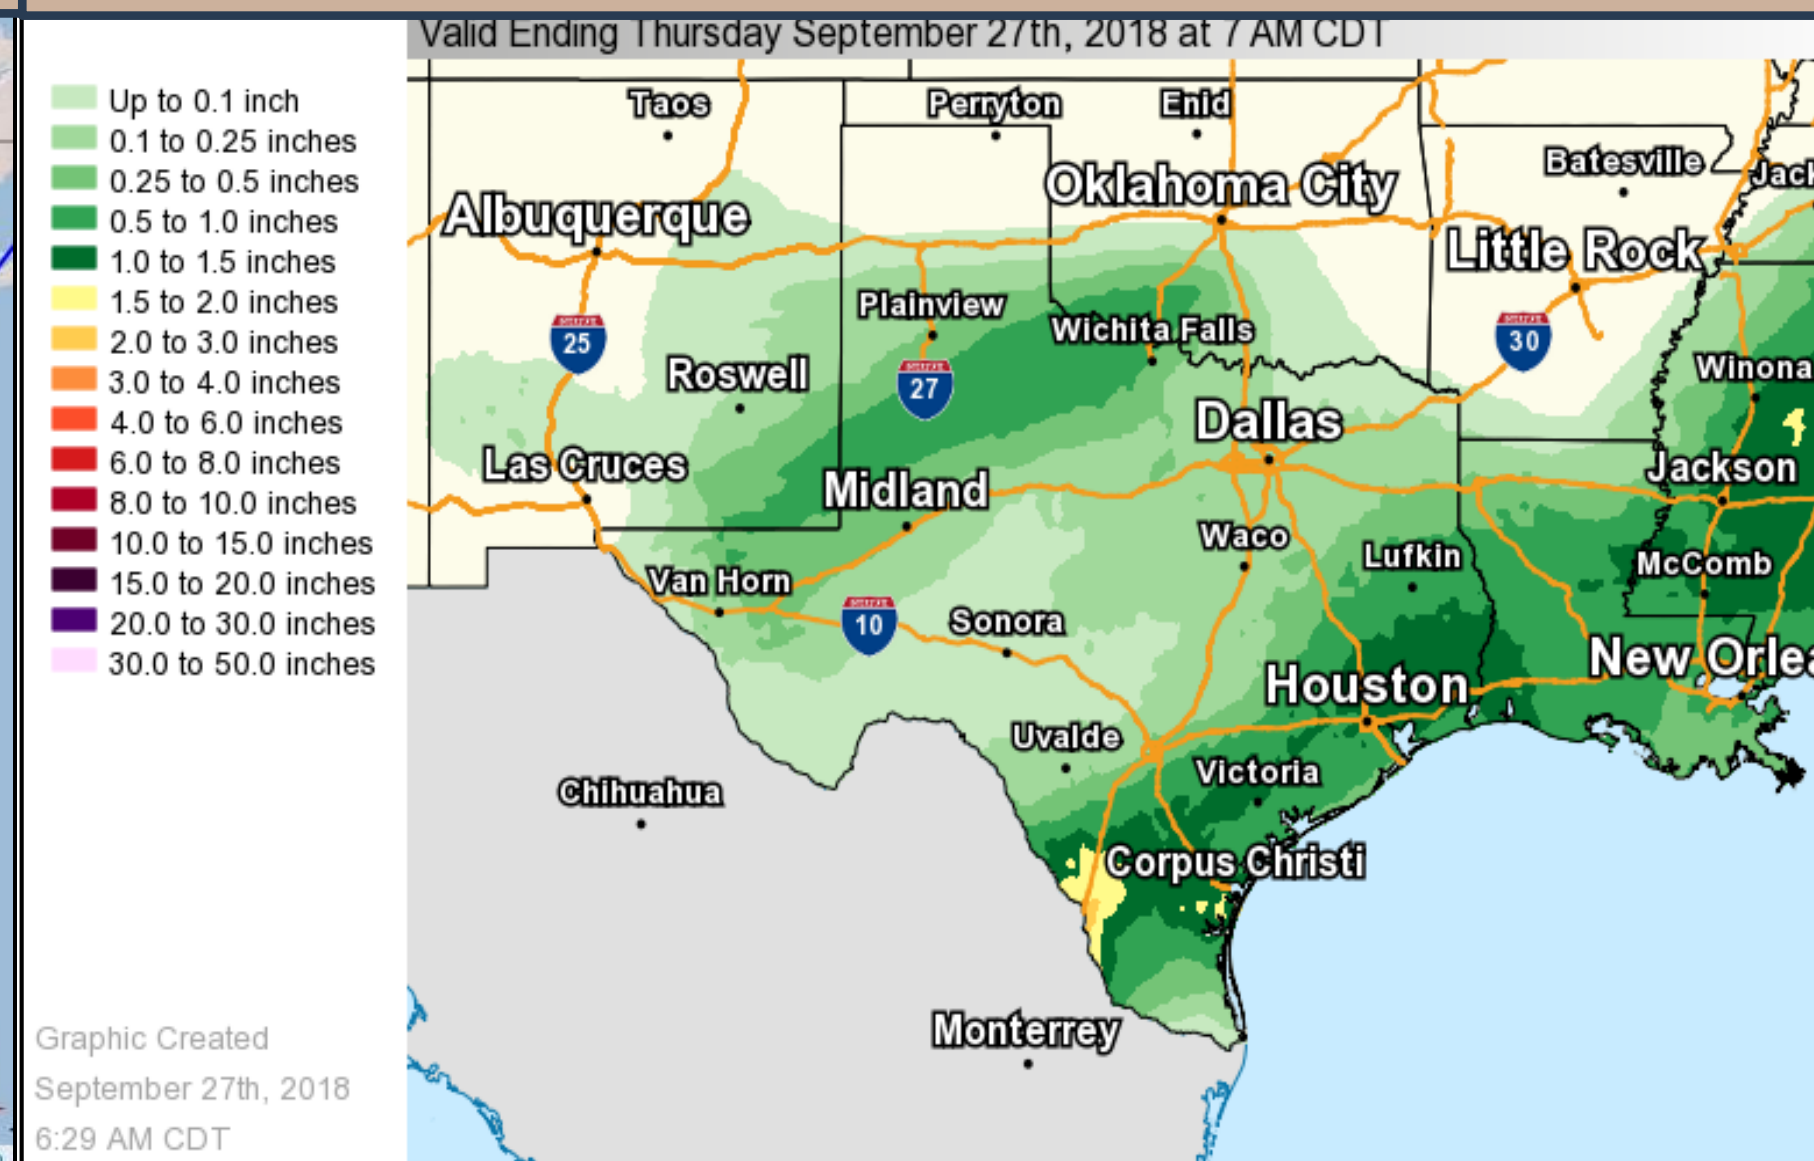 Valid Ending Thursday September 27th, 2018 at 7 AM CDT
Up to 0.1 inch
0.1 to 0.25 inches
0.25 to 0.5 inches
0.5 to 1.0 inches
1.0 to 1.5 inches
1.5 to 2.0 inches
2.0 to 3.0 inches
3.0 to 4.0 inches
4.0 to 6.0 inches
6.0 to 8.0 inches
8.0 to 10.0 inches
10.0 to 15.0 inches
15.0 to 20.0 inches
20.0 to 30.0 inches
30.0 to 50.0 inches
Graphic Created
September 27th, 2018
6:29 AM CDT
Taos
Perryton
Enid
Batesville
Jack
Oklahoma City
Albuquerque
Little Rock
Plainview
Wichita Falls
25
30
Roswell
27
Winona
Dallas
Las Cruces
Jackson
Midland
Waco
Lufkin
McComb
Van Horn
10
Sonora
New Orlea
Houston
Uvalde
Victoria
Chihuahua
Corpus Christi
Monterrey